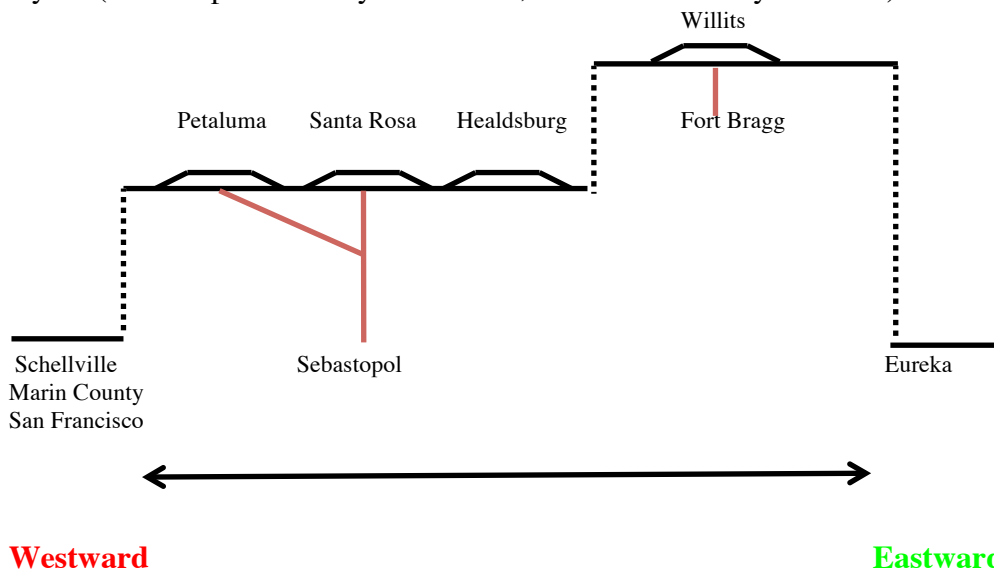 Willits
Petaluma Santa Rosa Healdsburg Fort Bragg
Schellville Sebastopol Eureka
Marin County
San Francisco
Westward Eastward